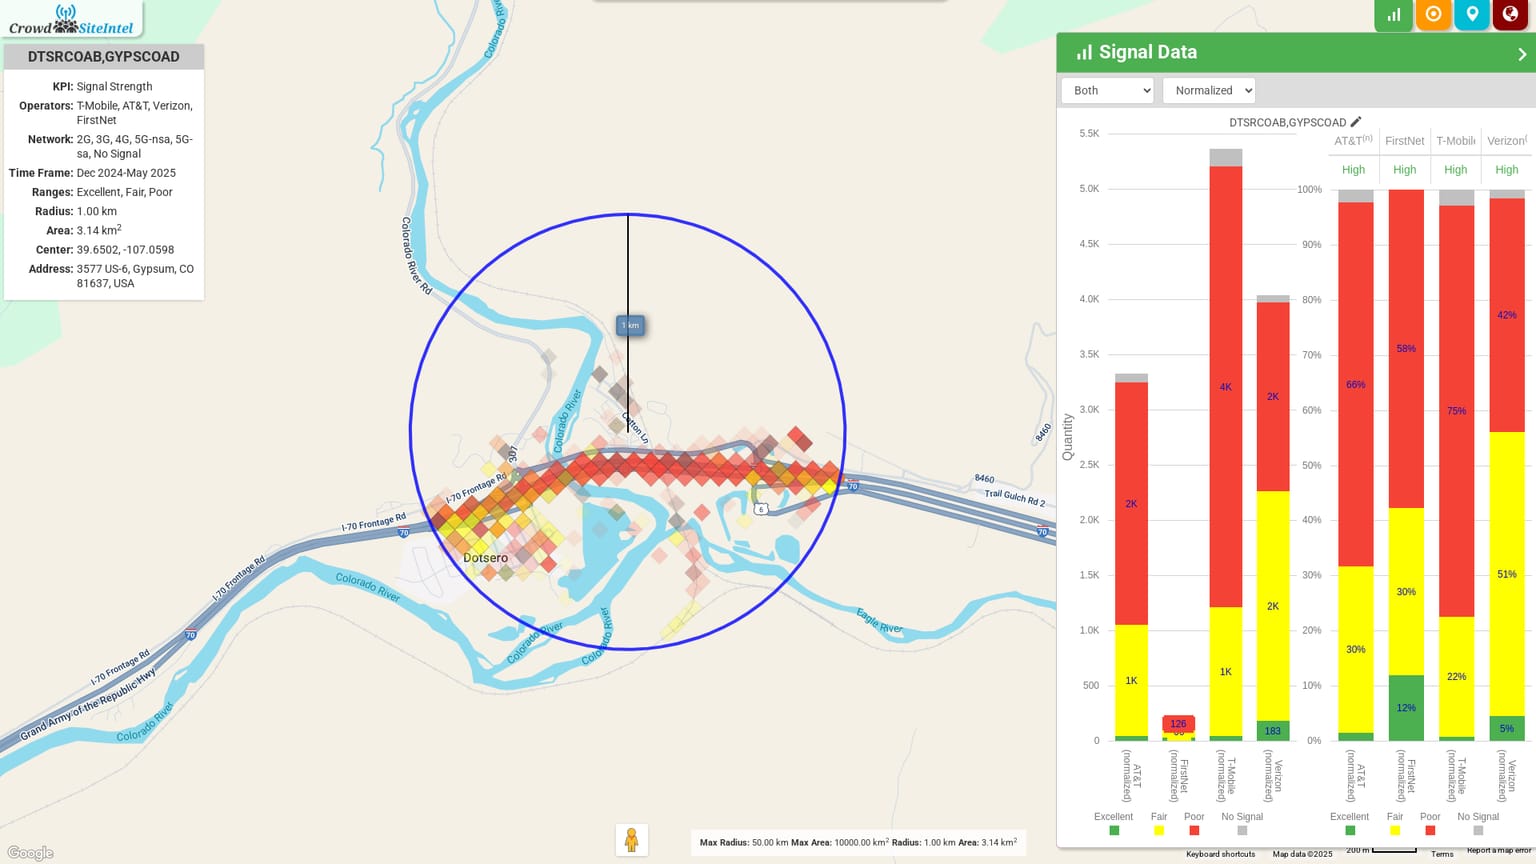 Crowd SiteIntel
DTSRCOAB,GYPSCOAD
KPI: Signal Strength
Operators: T-Mobile, AT&T, Verizon,
FirstNet
Network: 2G, 3G, 4G, 5G-nsa, 5G-
sa, No Signal
Time Frame: Dec 2024-May 2025
Ranges: Excellent, Fair, Poor
Radius: 1.00 km
Area: 3.14 km²
Center: 39.6502, -107.0598
Address: 3577 US-6, Gypsum, CO
81637, USA
Colorado River
Colorado River Rd
1 km
Colorado River
Cotton Ln
307
I-70 Frontage Rd
I-70 Frontage Rd
70
Dotsero
6
70
8460
8460
Trail Gulch Rd 2
70
I-70 Frontage Rd
Colorado River
70
Colorado River
Colorado River
Eagle River
I-70 Frontage Rd
Grand Army of the Republic Hwy
Colorado River
Google
Max Radius: 50.00 km Max Area: 10000.00 km² Radius: 1.00 km Area: 3.14 km²
Signal Data
Both
Normalized
DTSRCOAB,GYPSCOAD
5.5K
5.0K
4.5K
4.0K
3.5K
3.0K
2.5K
2.0K
1.5K
1.0K
500
0
Quantity
2K
1K
126
4K
1K
2K
2K
183
AT&T
(normalized)
FirstNet
(normalized)
T-Mobile
(normalized)
Verizon
(normalized)
Excellent Fair Poor No Signal
AT&T(n) FirstNet T-Mobile Verizon(
High High High High
100%
90%
80%
70%
60%
50%
40%
30%
20%
10%
0%
66%
30%
58%
30%
12%
75%
22%
42%
51%
5%
AT&T
(normalized)
FirstNet
(normalized)
T-Mobile
(normalized)
Verizon
(normalized)
Excellent Fair Poor No Signal
Keyboard shortcuts Map data ©2025 200 m Terms Report a map error